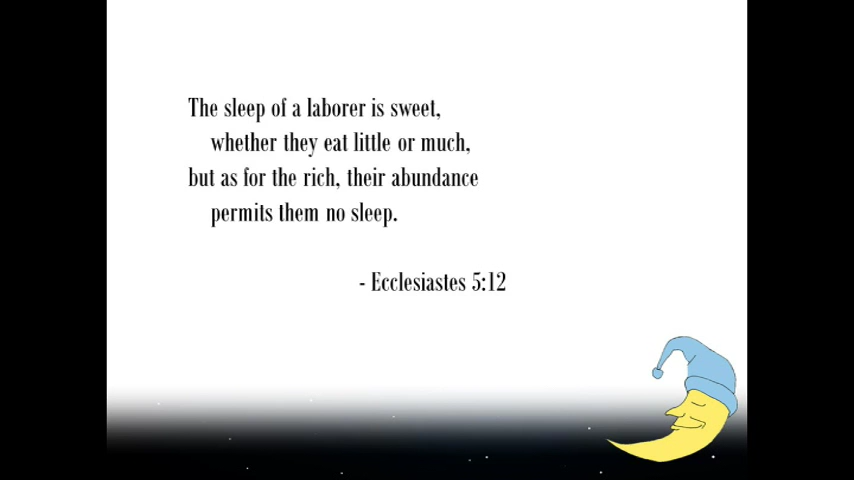 The sleep of a laborer is sweet,
whether they eat little or much,
but as for the rich, their abundance
permits them no sleep.
- Ecclesiastes 5:12